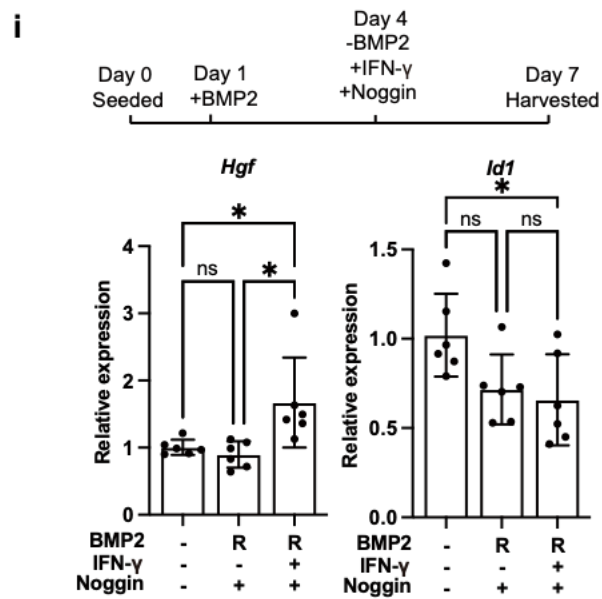 i
Day 0
Seeded
Day 1
+BMP2
Day 4
-BMP2
+IFN-γ
+Noggin
Day 7
Harvested
Hgf
*
ns
*
Relative expression
4
3
2
1
0
BMP2 - R R
IFN-γ - - +
Noggin - + +
Id1
*
ns ns
Relative expression
1.5
1.0
0.5
0.0
BMP2 - R R
IFN-γ - - +
Noggin - + +